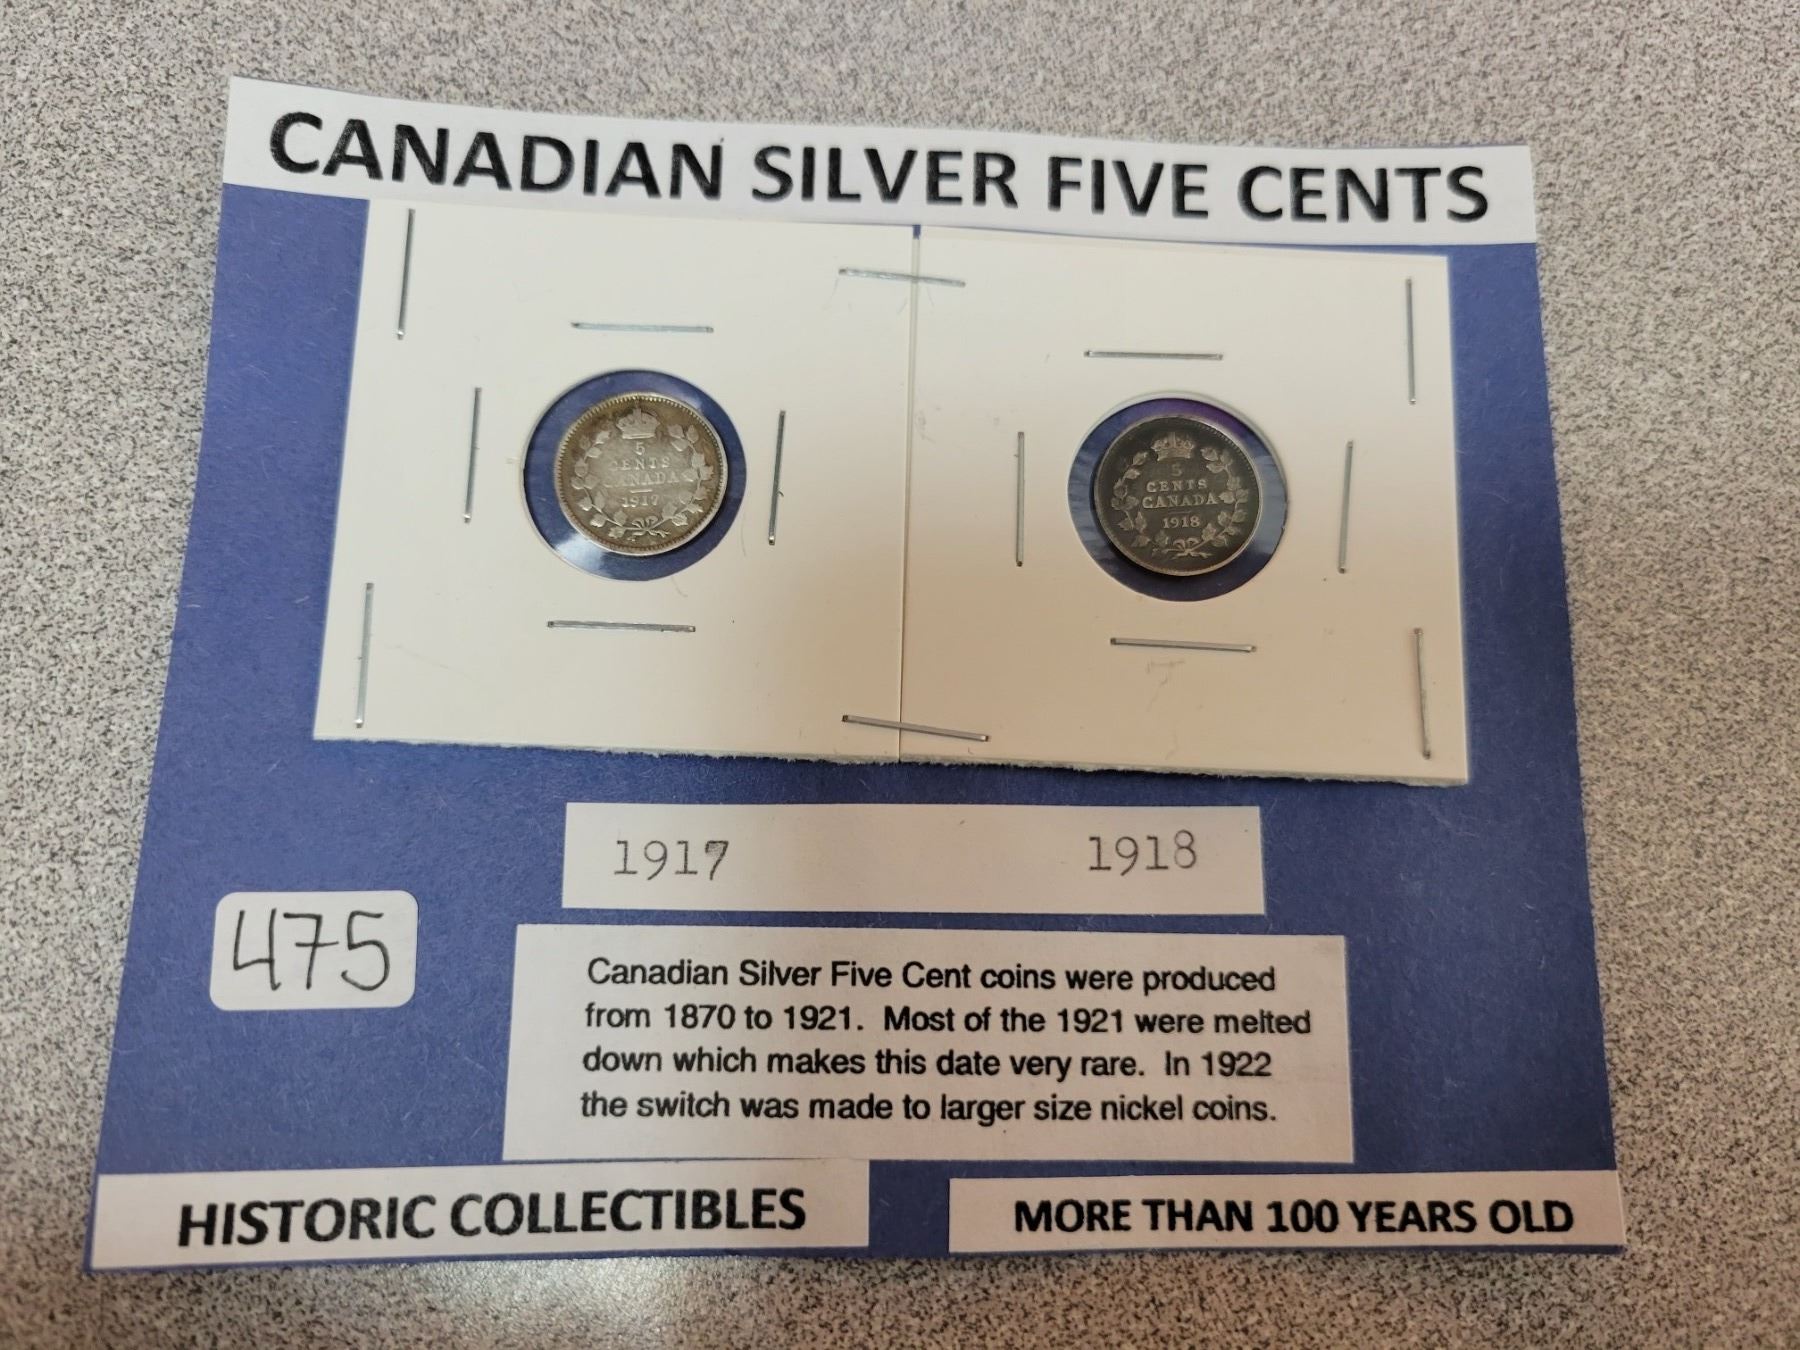 CANADIAN SILVER FIVE CENTS
5
CENTS
CANADA
1917
5
CENTS
CANADA
1918
1917 1918
475
Canadian Silver Five Cent coins were produced
from 1870 to 1921. Most of the 1921 were melted
down which makes this date very rare. In 1922
the switch was made to larger size nickel coins.
HISTORIC COLLECTIBLES
MORE THAN 100 YEARS OLD